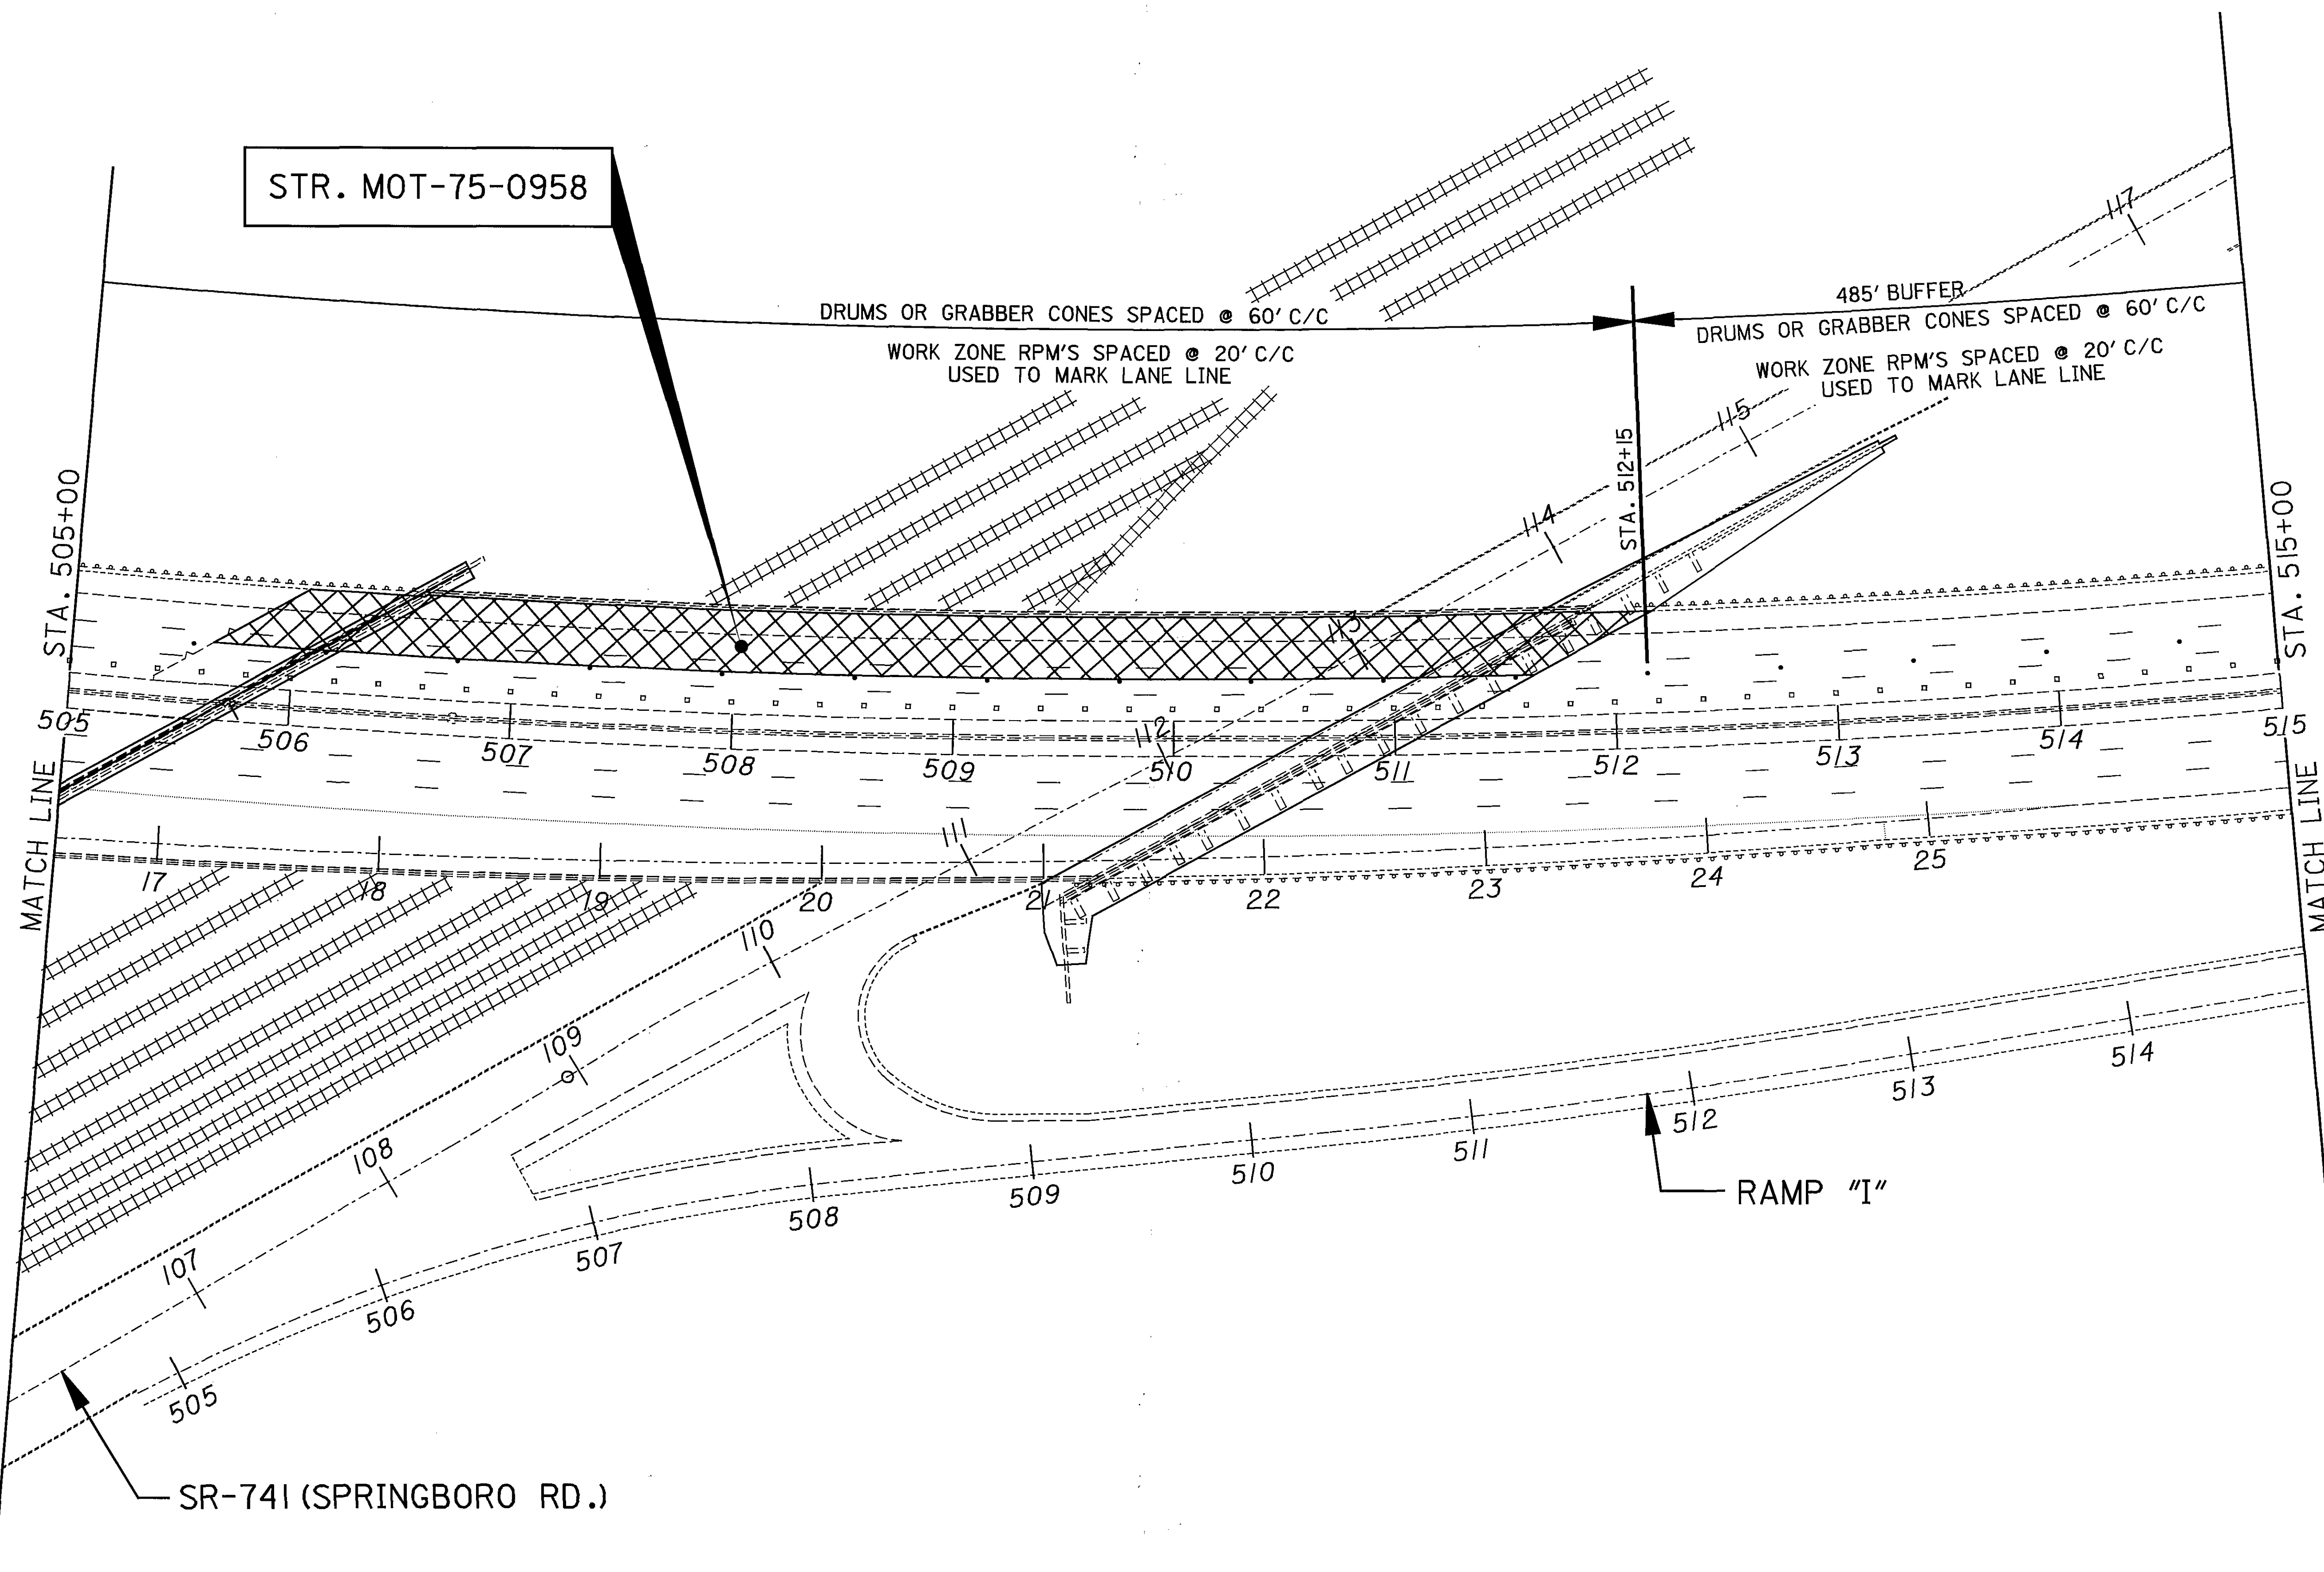 STR. MOT-75-0958
117
485' BUFFER
DRUMS OR GRABBER CONES SPACED @ 60' C/C
DRUMS OR GRABBER CONES SPACED @ 60' C/C
WORK ZONE RPM'S SPACED @ 20' C/C
USED TO MARK LANE LINE
WORK ZONE RPM'S SPACED @ 20' C/C
USED TO MARK LANE LINE
115
114
113
112
111
110
109
108
107
STA. 512+15
STA. 505+00
STA. 515+00
505
506
507
508
509
510
511
512
513
514
515
MATCH LINE
MATCH LINE
17
18
19
20
21
22
23
24
25
505
506
507
508
509
510
511
512
513
514
RAMP "I"
SR-741 (SPRINGBORO RD.)